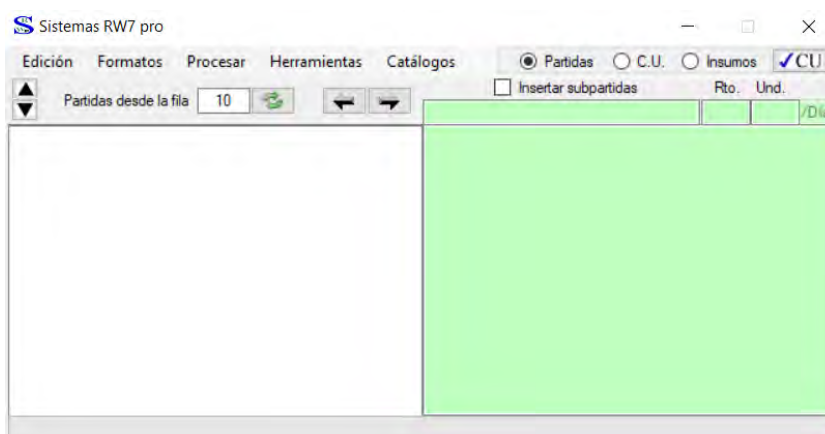 Sistemas RW7 pro
Edición Formatos Procesar Herramientas Catálogos Partidas C.U. Insumos ✓CU
Insertar subpartidas Rto. Und.
Partidas desde la fila 10
/Día